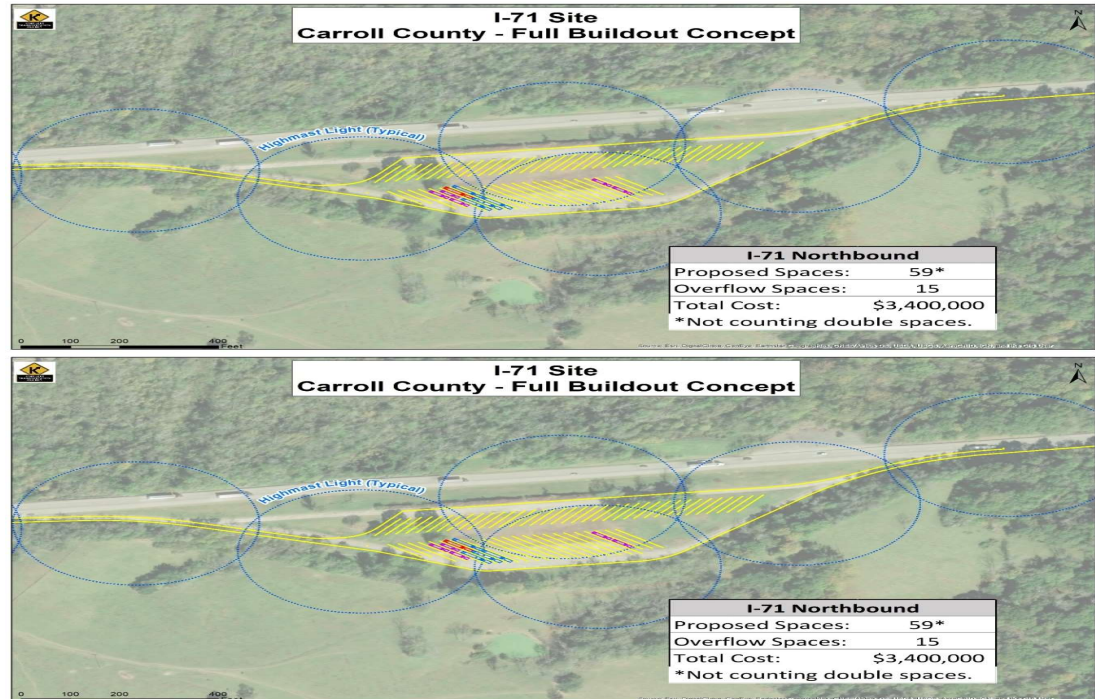 I-71 Site
Carroll County - Full Buildout Concept
N
Highmast Light (Typical)
I-71 Northbound
Proposed Spaces: 59*
Overflow Spaces: 15
Total Cost: $3,400,000
*Not counting double spaces.
0 100 200 400
Feet
I-71 Site
Carroll County - Full Buildout Concept
N
Highmast Light (Typical)
I-71 Northbound
Proposed Spaces: 59*
Overflow Spaces: 15
Total Cost: $3,400,000
*Not counting double spaces.
0 100 200 400
Feet